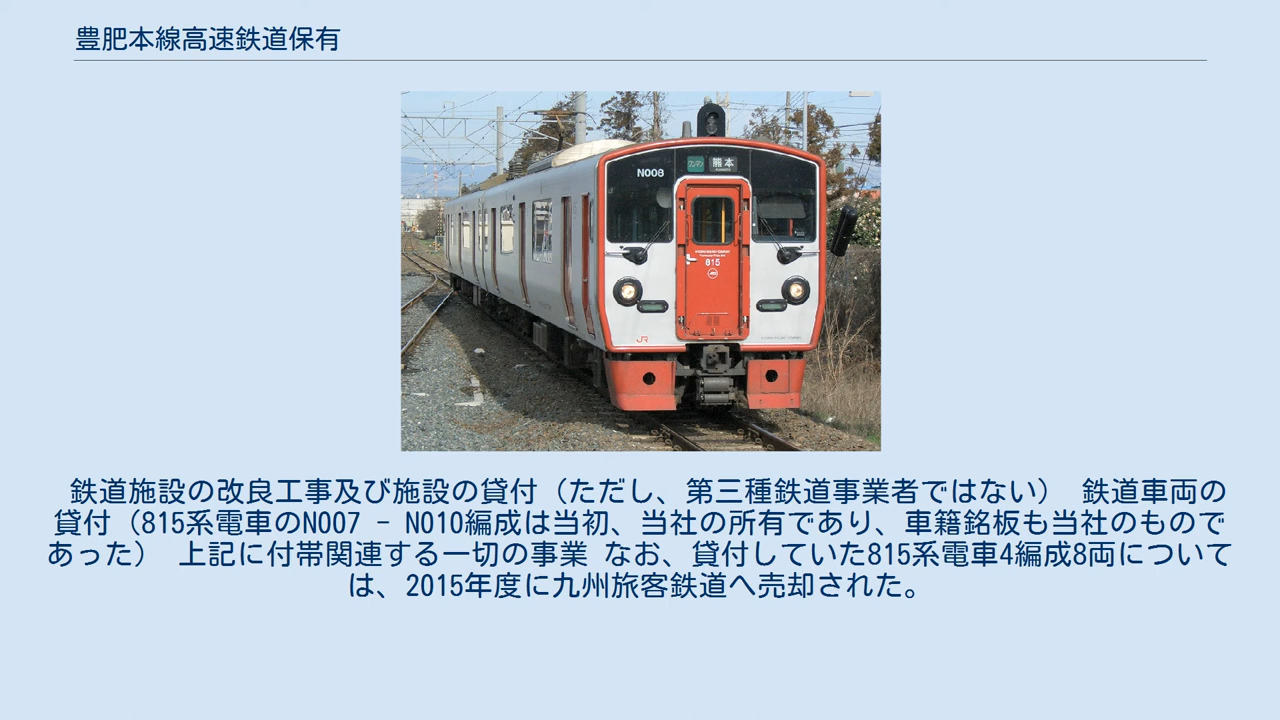 豊肥本線高速鉄道保有
N008
ワンマン
熊本
815
JR
鉄道施設の改良工事及び施設の貸付（ただし、第三種鉄道事業者ではない） 鉄道車両の
貸付（815系電車のN007 - N010編成は当初、当社の所有であり、車籍銘板も当社のもので
あった） 上記に付帯関連する一切の事業 なお、貸付していた815系電車4編成8両について
は、2015年度に九州旅客鉄道へ売却された。